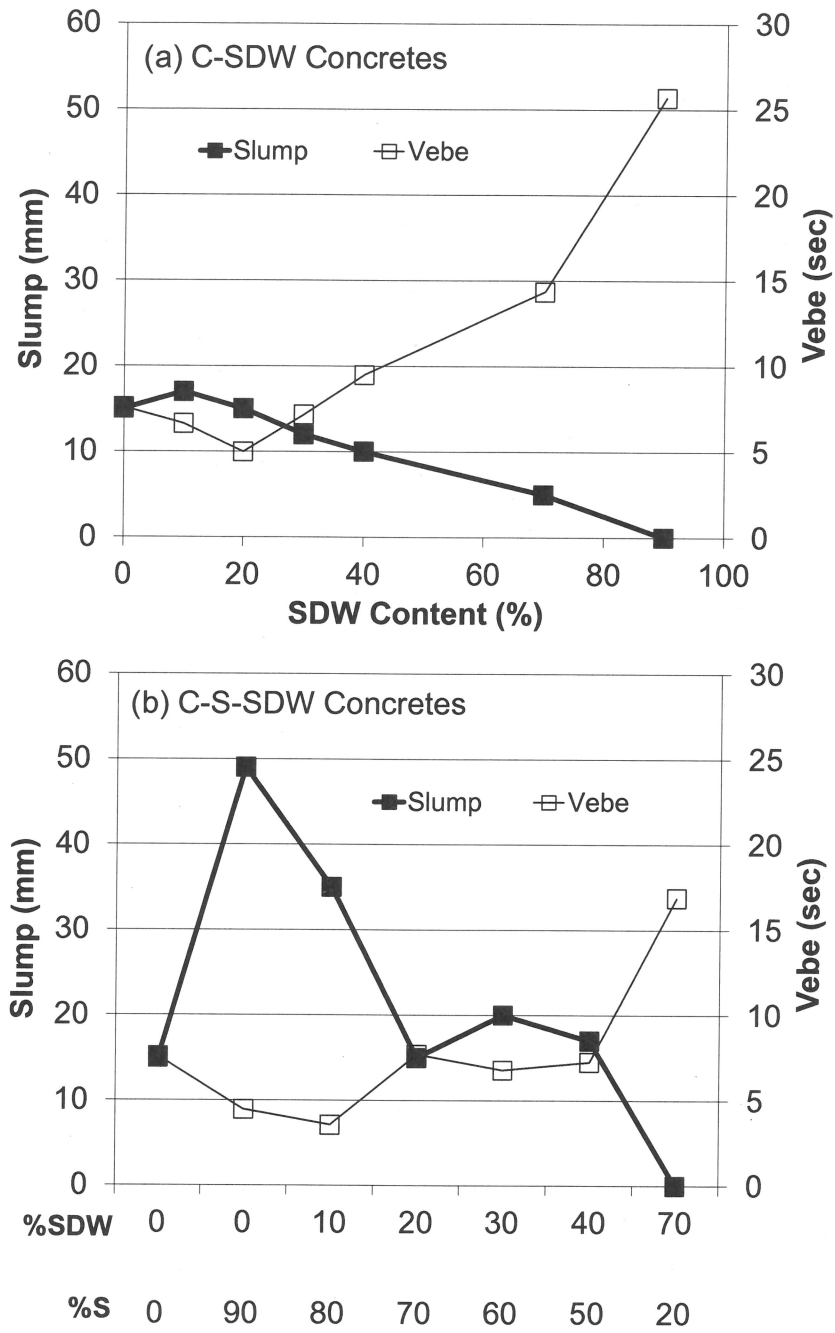 (a) C-SDW Concretes
Slump Vebe
Slump (mm)
60
50
40
30
20
10
0
Vebe (sec)
30
25
20
15
10
5
0
0 20 40 60 80 100
SDW Content (%)
(b) C-S-SDW Concretes
Slump Vebe
Slump (mm)
60
50
40
30
20
10
0
Vebe (sec)
30
25
20
15
10
5
0
%SDW 0 0 10 20 30 40 70
%S 0 90 80 70 60 50 20